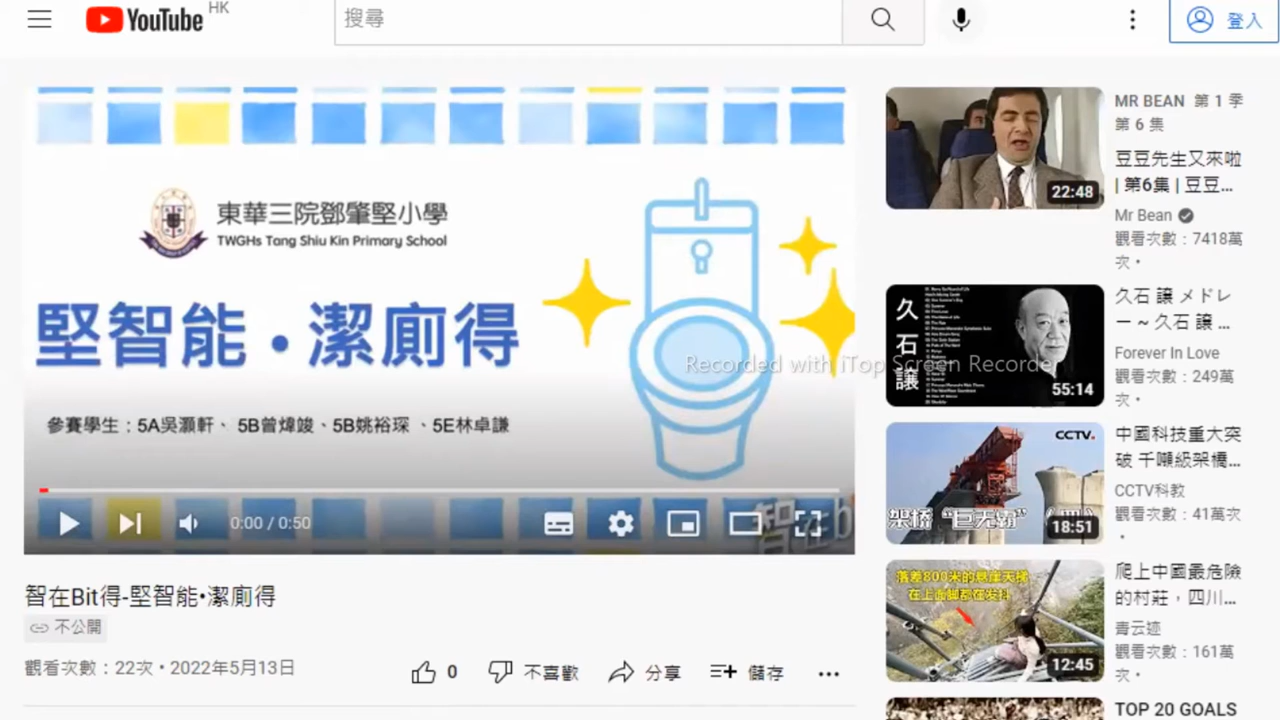 YouTube HK
搜尋
登入
東華三院鄧肇堅小學
TWGHs Tang Shiu Kin Primary School
堅智能•潔廁得
參賽學生：5A吳灝軒、 5B曾煒竣、5B姚裕琛 、5E林卓謙
Recorded with iTop Screen Recorder
0:00 / 0:50
智在b
智在Bit得-堅智能•潔廁得
不公開
觀看次數：22次 • 2022年5月13日
0
不喜歡
分享
儲存
22:48
MR BEAN 第 1 季
第 6 集
豆豆先生又來啦
| 第6集 | 豆豆...
Mr Bean
觀看次數：7418萬
次 •
久石譲
55:14
久石 譲 メドレ
ー ~ 久石 譲 ...
Forever In Love
觀看次數：249萬
次 •
CCTV.
架桥 “巨无霸” （四）
18:51
中國科技重大突
破 千噸級架橋...
CCTV科教
觀看次數：41萬次
•
落差800米的悬崖天梯
在上面脚都在发抖
12:45
爬上中國最危險
的村莊，四川...
青云迹
觀看次數：161萬
次 •
TOP 20 GOALS